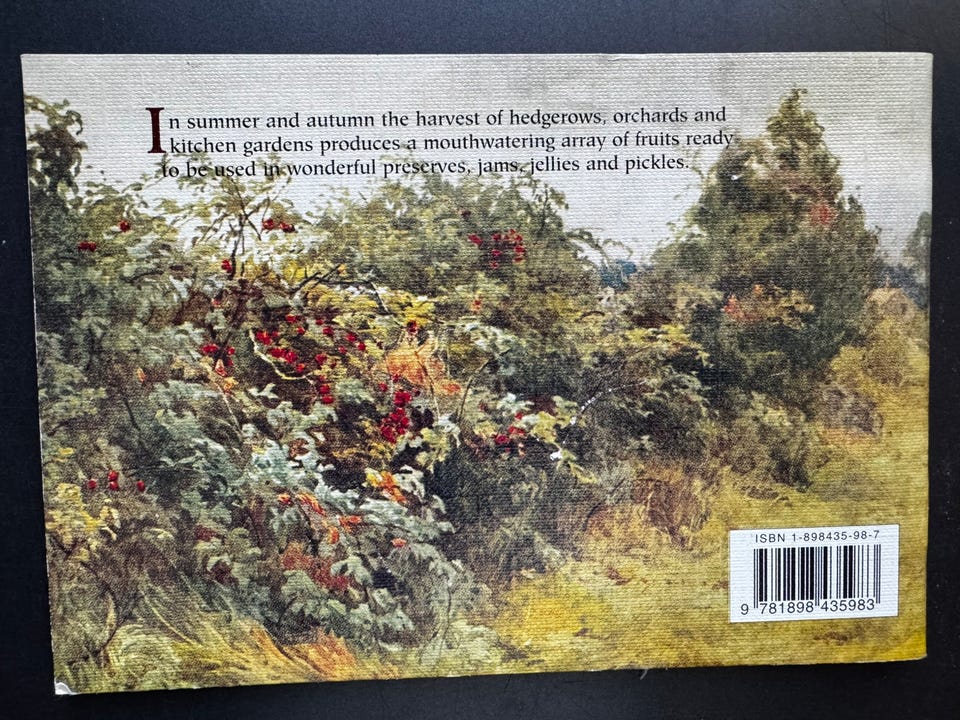 In summer and autumn the harvest of hedgerows, orchards and
kitchen gardens produces a mouthwatering array of fruits ready
to be used in wonderful preserves, jams, jellies and pickles.
ISBN 1-898435-98-7
9 781898 435983